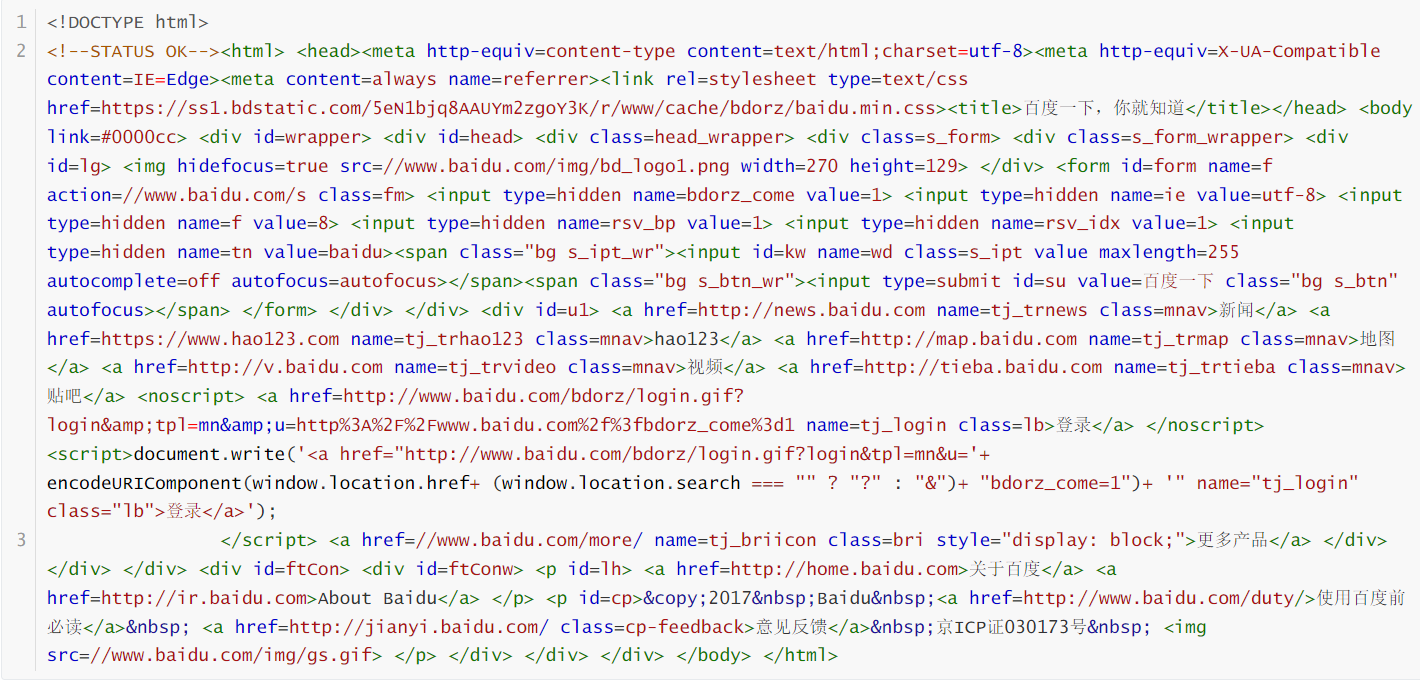 1 <!DOCTYPE html>
2 <!--STATUS OK--><html> <head><meta http-equiv=content-type content=text/html;charset=utf-8><meta http-equiv=X-UA-Compatible
content=IE=Edge><meta content=always name=referrer><link rel=stylesheet type=text/css
href=https://ss1.bdstatic.com/5eN1bjq8AAUYm2zgoY3K/r/www/cache/bdorz/baidu.min.css><title>百度一下，你就知道</title></head> <body
link=#0000cc> <div id=wrapper> <div id=head> <div class=head_wrapper> <div class=s_form> <div class=s_form_wrapper> <div
id=lg> <img hidefocus=true src=//www.baidu.com/img/bd_logo1.png width=270 height=129> </div> <form id=form name=f
action=//www.baidu.com/s class=fm> <input type=hidden name=bdorz_come value=1> <input type=hidden name=ie value=utf-8> <input
type=hidden name=f value=8> <input type=hidden name=rsv_bp value=1> <input type=hidden name=rsv_idx value=1> <input
type=hidden name=tn value=baidu><span class="bg s_ipt_wr"><input id=kw name=wd class=s_ipt value maxlength=255
autocomplete=off autofocus=autofocus></span><span class="bg s_btn_wr"><input type=submit id=su value=百度一下 class="bg s_btn"
autofocus></span> </form> </div> </div> <div id=u1> <a href=http://news.baidu.com name=tj_trnews class=mnav>新闻</a> <a
href=https://www.hao123.com name=tj_trhao123 class=mnav>hao123</a> <a href=http://map.baidu.com name=tj_trmap class=mnav>地图
</a> <a href=http://v.baidu.com name=tj_trvideo class=mnav>视频</a> <a href=http://tieba.baidu.com name=tj_trtieba class=mnav>
贴吧</a> <noscript> <a href=http://www.baidu.com/bdorz/login.gif?
login&amp;tpl=mn&amp;u=http%3A%2F%2Fwww.baidu.com%2f%3fbdorz_come%3d1 name=tj_login class=lb>登录</a> </noscript>
<script>document.write('<a href="http://www.baidu.com/bdorz/login.gif?login&tpl=mn&u='+
encodeURIComponent(window.location.href+ (window.location.search === "" ? "?" : "&")+ "bdorz_come=1")+ '" name="tj_login"
class="lb">登录</a>');
3 </script> <a href=//www.baidu.com/more/ name=tj_briicon class=bri style="display: block;">更多产品</a> </div>
</div> </div> <div id=ftCon> <div id=ftConw> <p id=lh> <a href=http://home.baidu.com>关于百度</a> <a
href=http://ir.baidu.com>About Baidu</a> </p> <p id=cp>&copy;2017&nbsp;Baidu&nbsp;<a href=http://www.baidu.com/duty/>使用百度前
必读</a>&nbsp; <a href=http://jianyi.baidu.com/ class=cp-feedback>意见反馈</a>&nbsp;京ICP证030173号&nbsp; <img
src=//www.baidu.com/img/gs.gif> </p> </div> </div> </div> </body> </html>